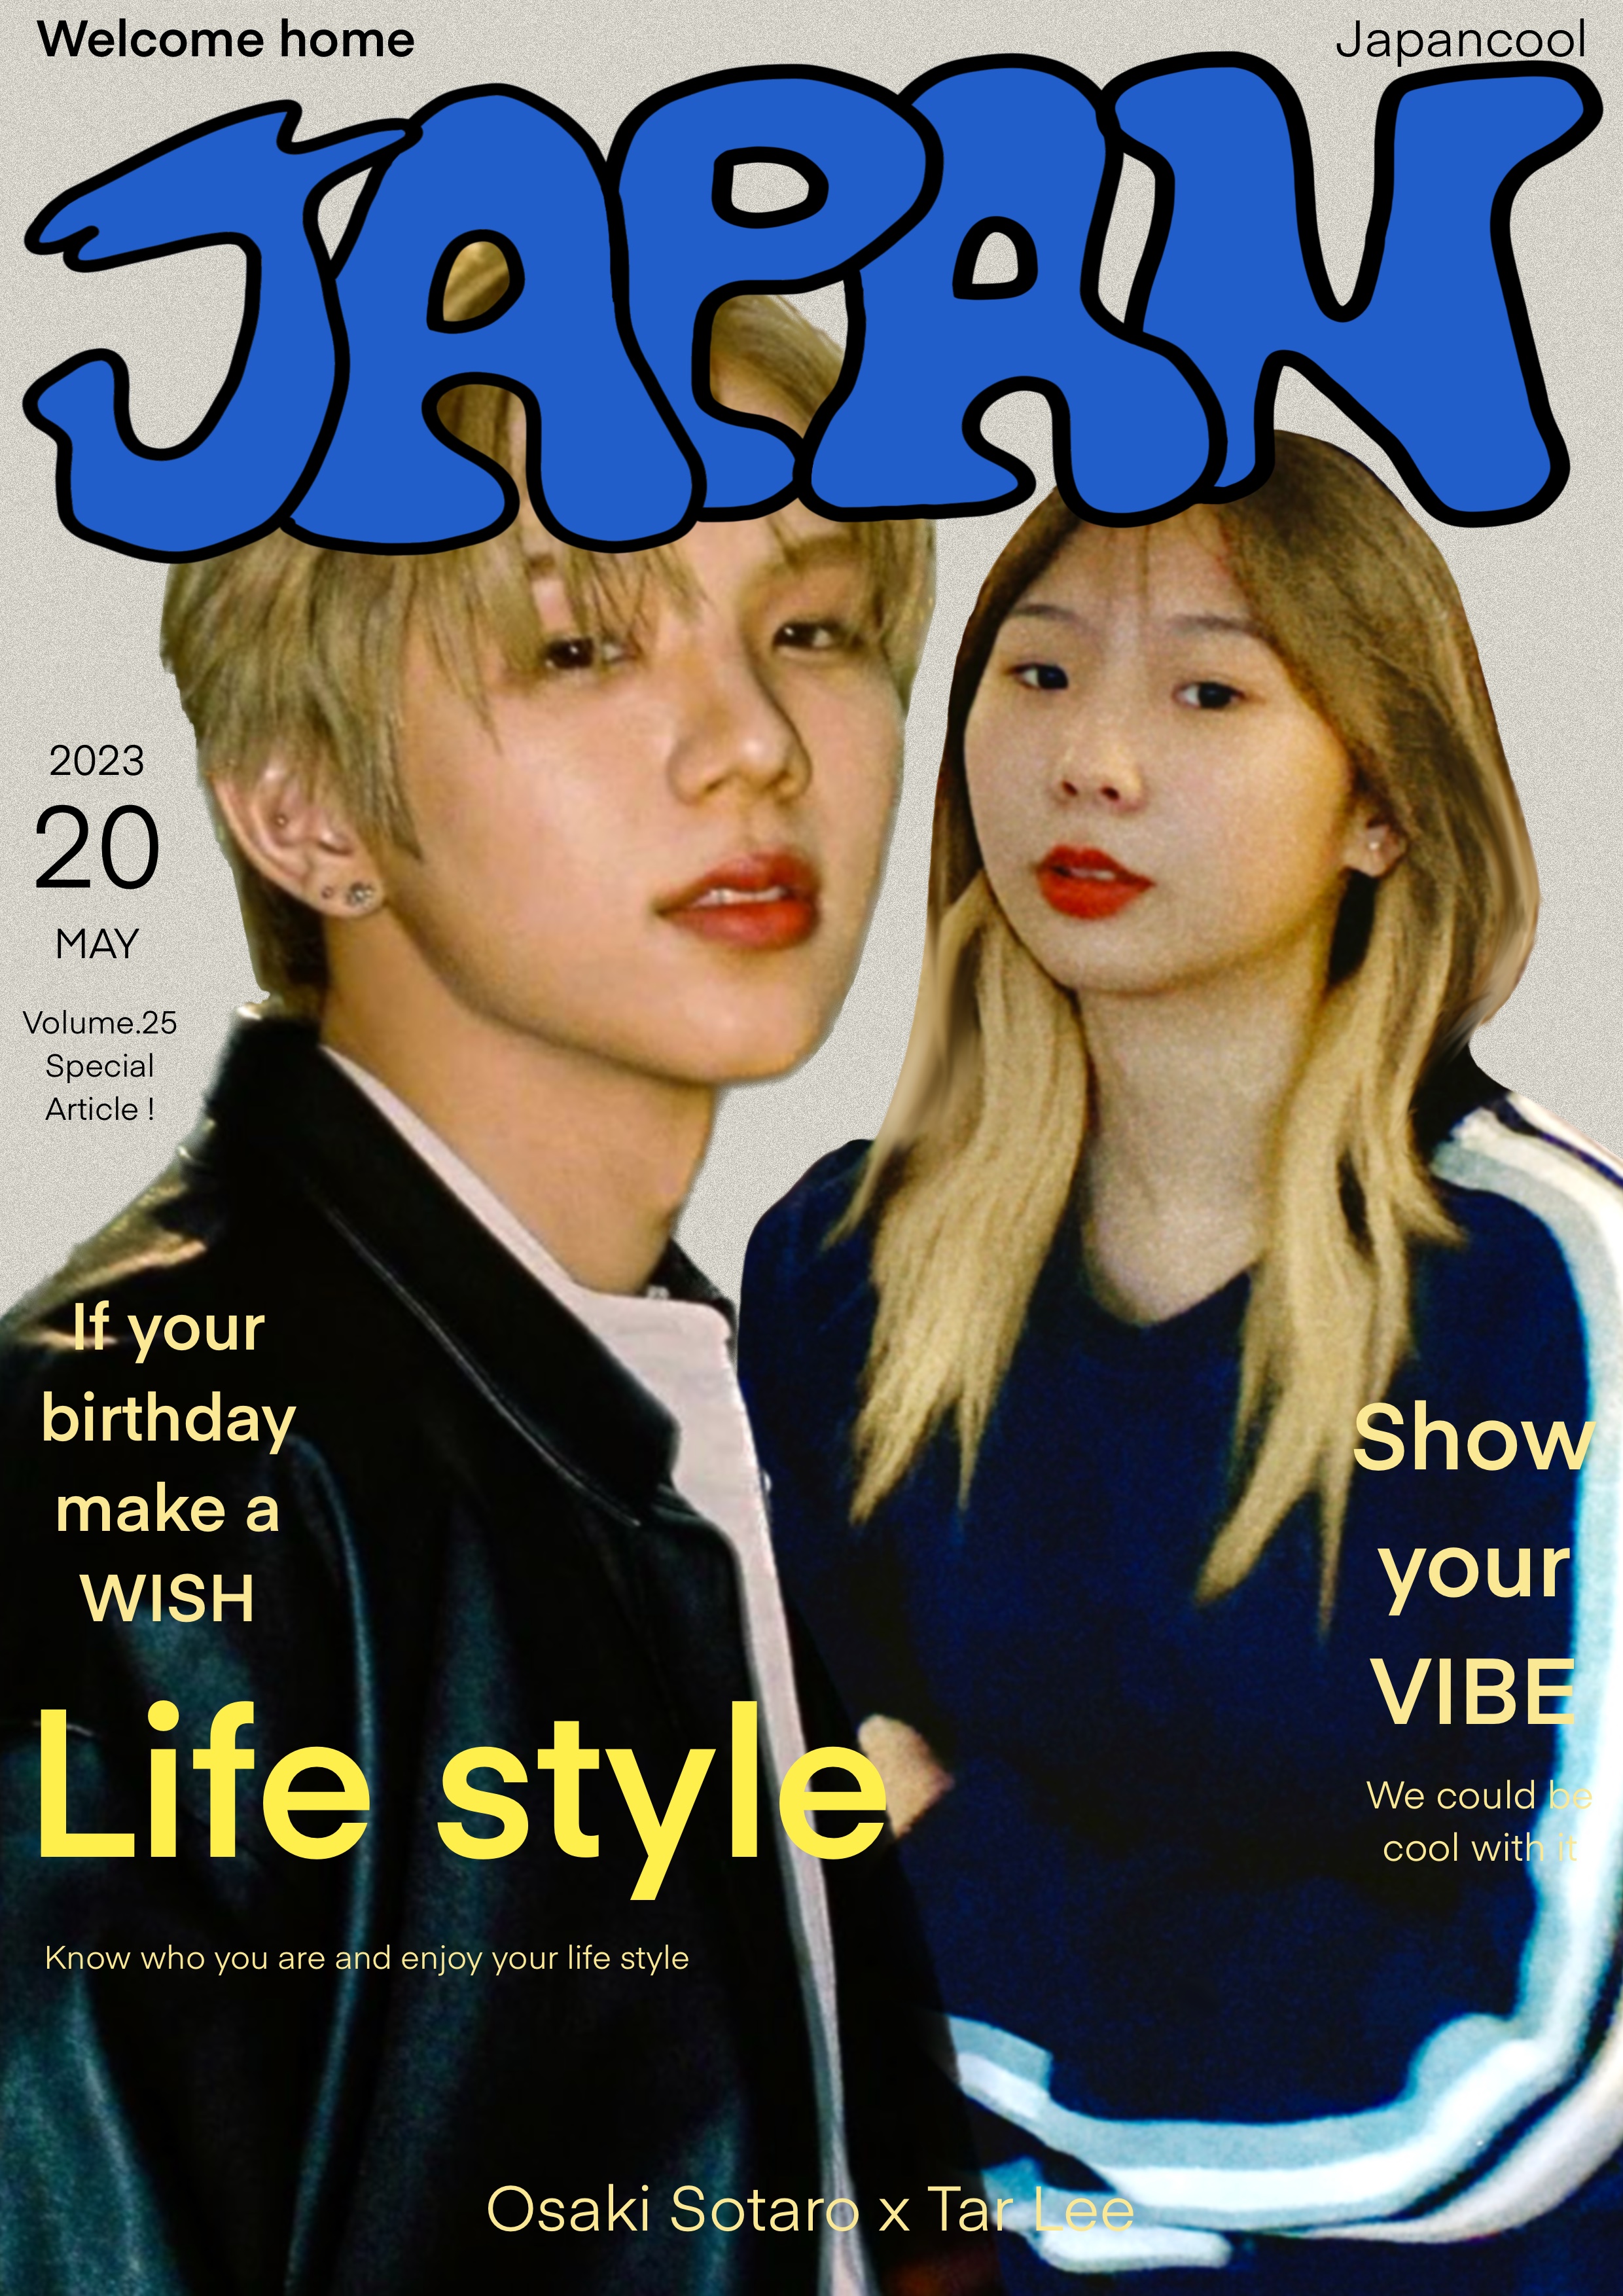 Welcome home
Japancool
JAPAN
2023
20
MAY
Volume.25
Special
Article !
If your
birthday
make a
WISH
Show
your
VIBE
We could be
cool with it
Life style
Know who you are and enjoy your life style
Osaki Sotaro x Tar Lee